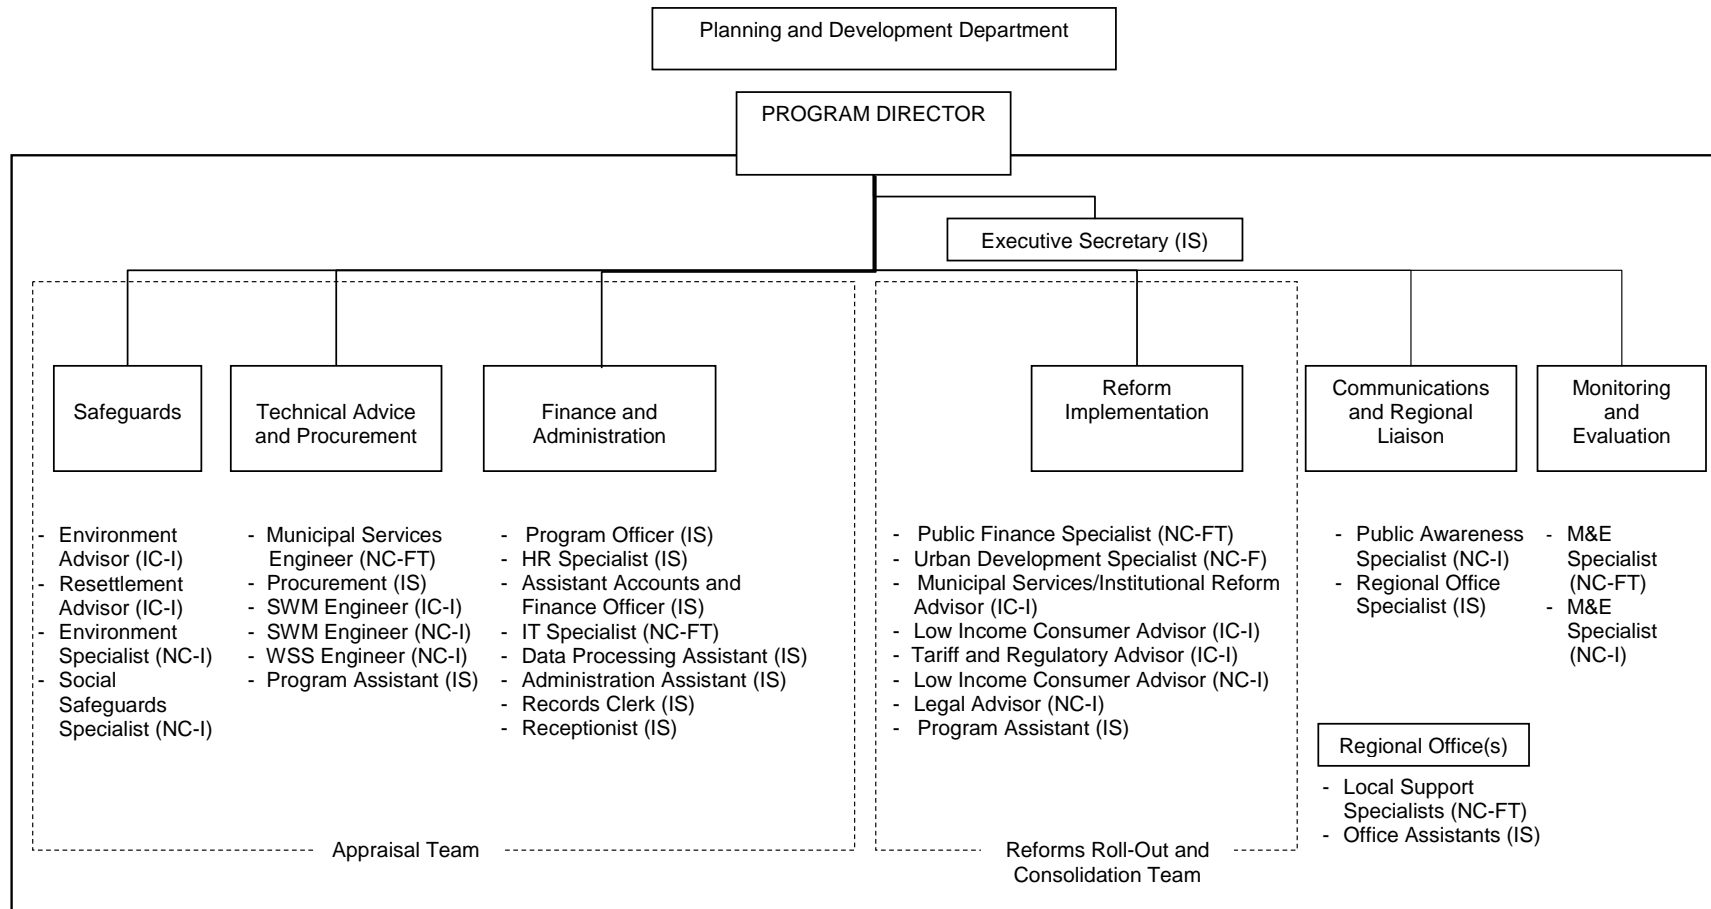 Planning and Development Department
PROGRAM DIRECTOR
Executive Secretary (IS)
Safeguards
Technical Advice
and Procurement
Finance and
Administration
Reform
Implementation
Communications
and Regional
Liaison
Monitoring
and
Evaluation
- Environment
Advisor (IC-I)
- Resettlement
Advisor (IC-I)
- Environment
Specialist (NC-I)
- Social
Safeguards
Specialist (NC-I)
- Municipal Services
Engineer (NC-FT)
- Procurement (IS)
- SWM Engineer (IC-I)
- SWM Engineer (NC-I)
- WSS Engineer (NC-I)
- Program Assistant (IS)
- Program Officer (IS)
- HR Specialist (IS)
- Assistant Accounts and
Finance Officer (IS)
- IT Specialist (NC-FT)
- Data Processing Assistant (IS)
- Administration Assistant (IS)
- Records Clerk (IS)
- Receptionist (IS)
- Public Finance Specialist (NC-FT)
- Urban Development Specialist (NC-F)
- Municipal Services/Institutional Reform
Advisor (IC-I)
- Low Income Consumer Advisor (IC-I)
- Tariff and Regulatory Advisor (IC-I)
- Low Income Consumer Advisor (NC-I)
- Legal Advisor (NC-I)
- Program Assistant (IS)
- Public Awareness
Specialist (NC-I)
- Regional Office
Specialist (IS)
- M&E
Specialist
(NC-FT)
- M&E
Specialist
(NC-I)
Regional Office(s)
- Local Support
Specialists (NC-FT)
- Office Assistants (IS)
Appraisal Team
Reforms Roll-Out and
Consolidation Team